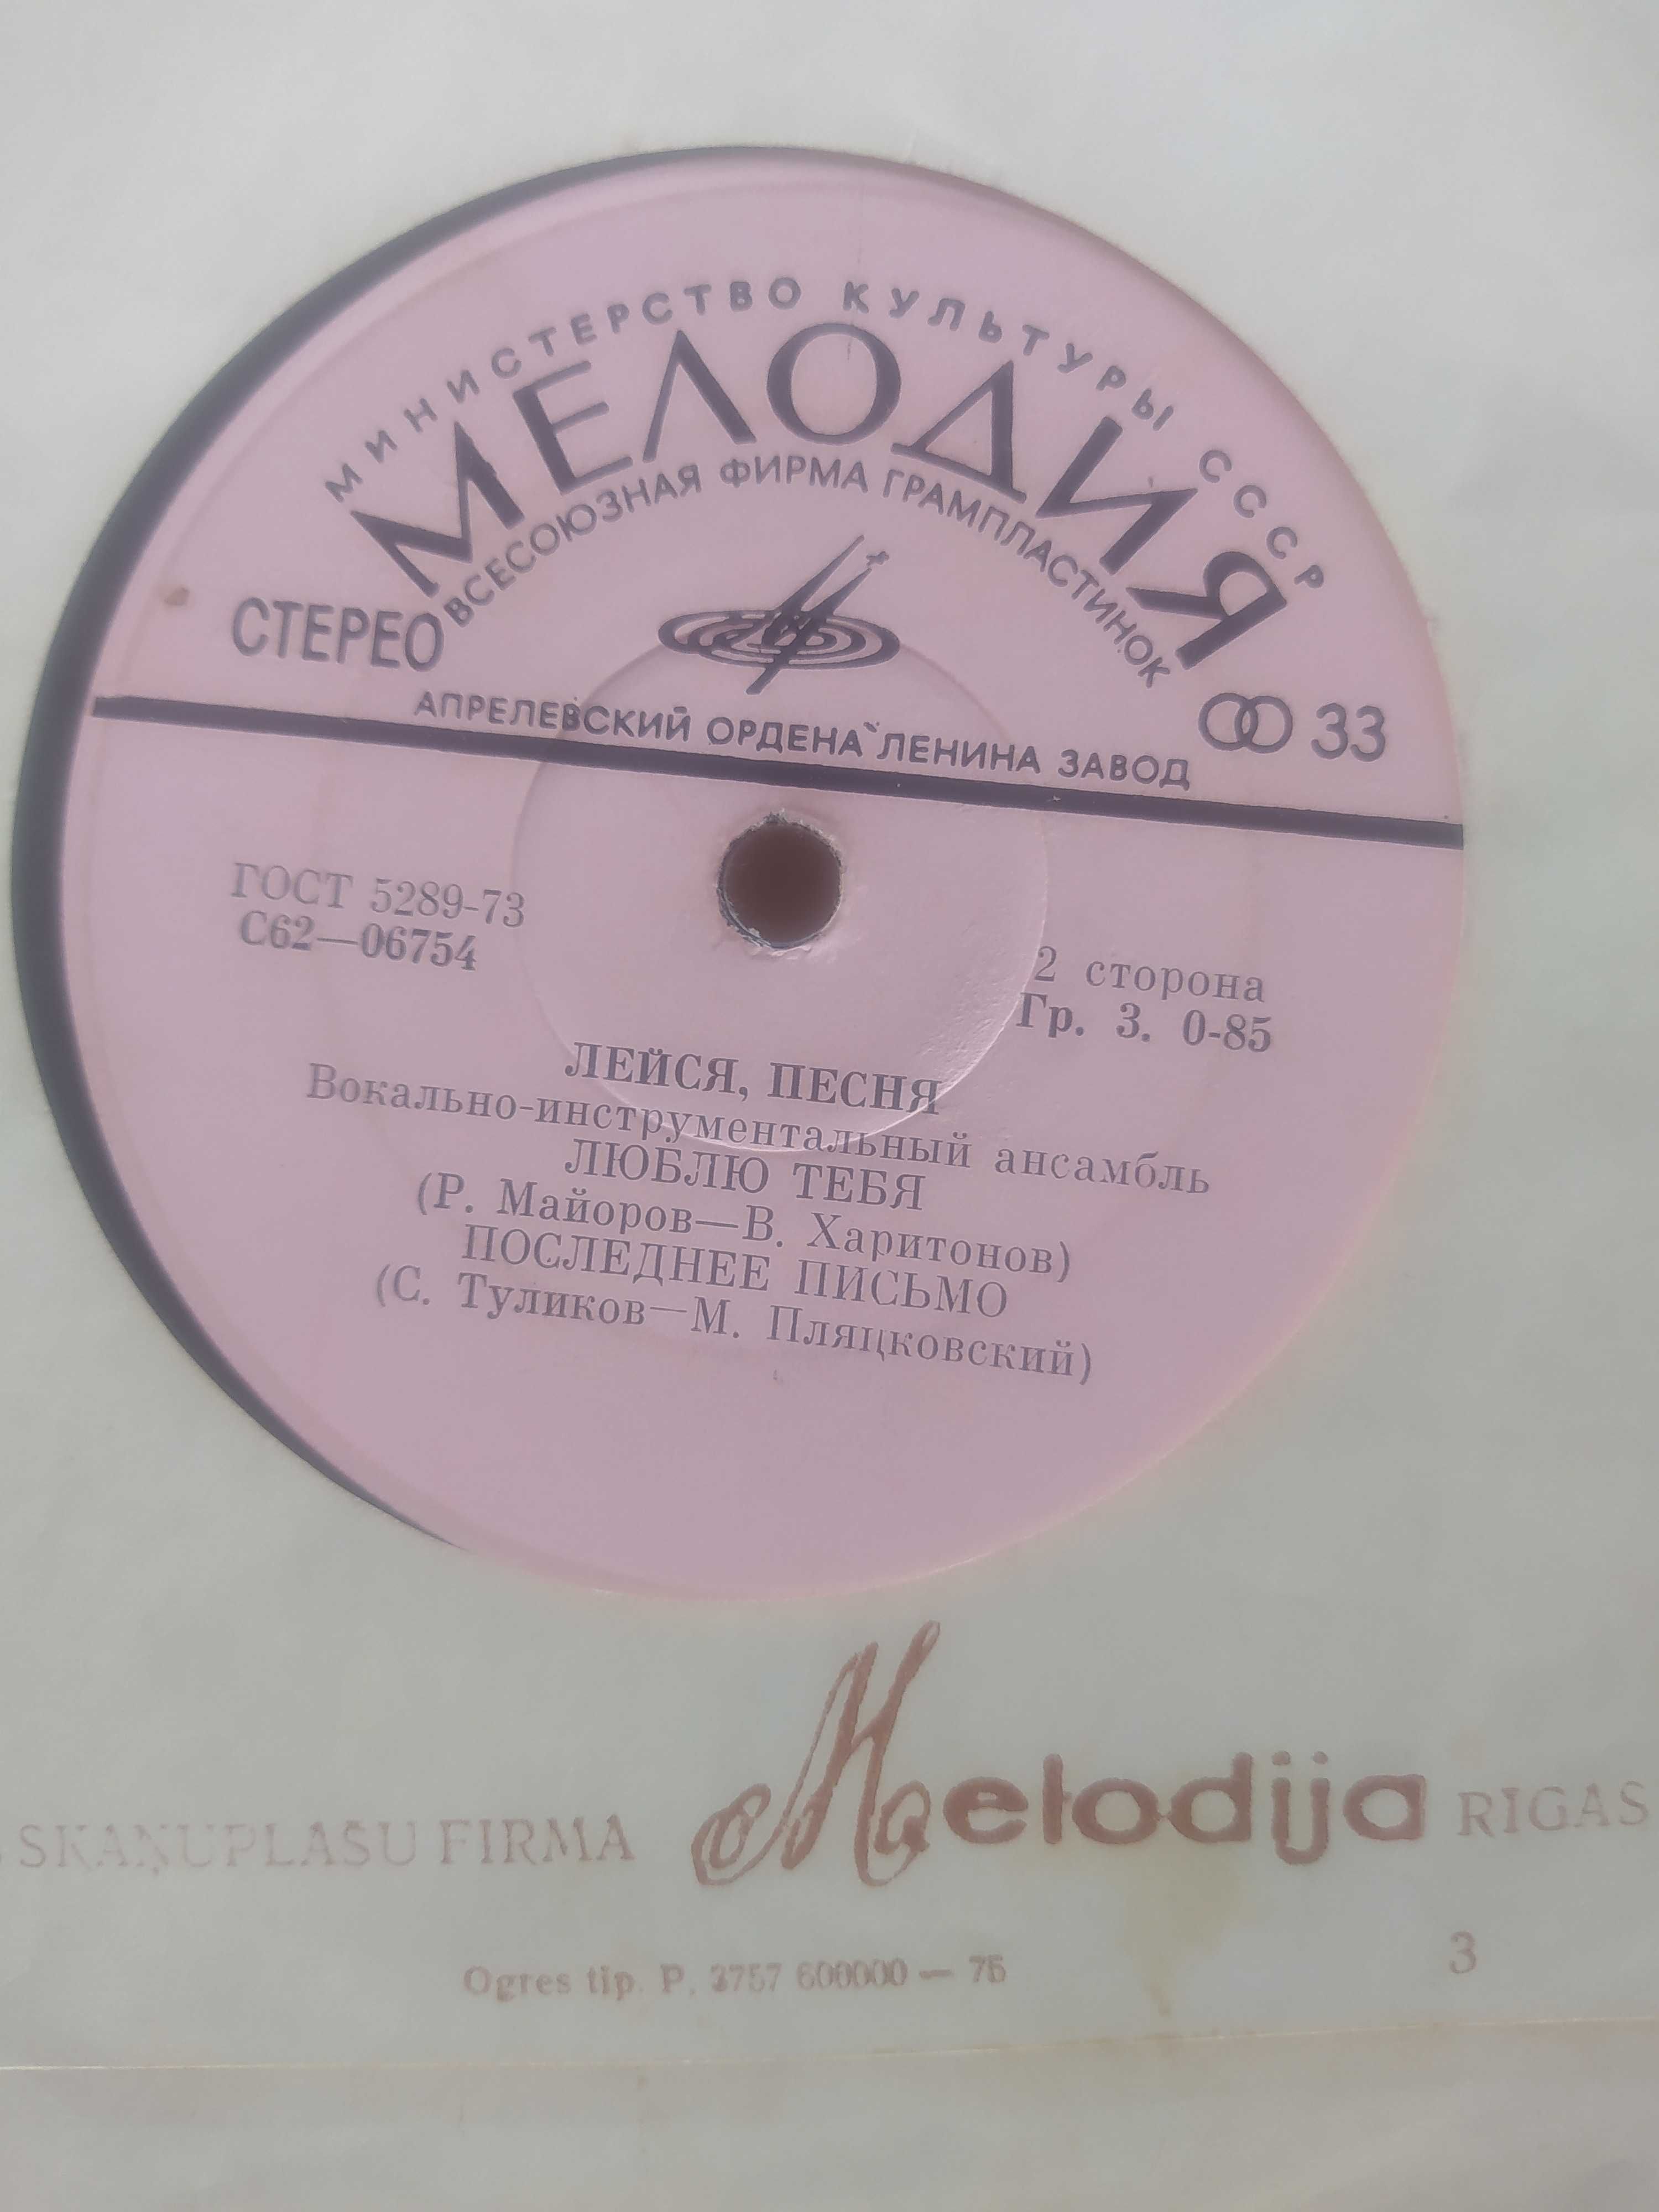 МИНИСТЕРСТВО КУЛЬТУРЫ СССР
МЕЛОДИЯ
ВСЕСОЮЗНАЯ ФИРМА ГРАМПЛАСТИНОК
СТЕРЕО
33
АПРЕЛЕВСКИЙ ОРДЕНА ЛЕНИНА ЗАВОД
ГОСТ 5289-73
С62—06754
2 сторона
Гр. 3. 0-85
ЛЕЙСЯ, ПЕСНЯ
Вокально-инструментальный ансамбль
ЛЮБЛЮ ТЕБЯ
(Р. Майоров—В. Харитонов)
ПОСЛЕДНЕЕ ПИСЬМО
(С. Туликов—М. Пляцковский)
SKAŅUPLAŠU FIRMA Melodija RIGAS
Ogres tip. P. 3757 600000 — 75
3